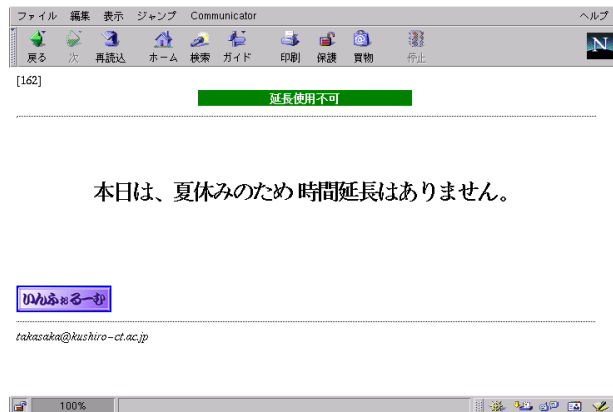 ファイル 編集 表示 ジャンプ Communicator ヘルプ
戻る 次 再読込 ホーム 検索 ガイド 印刷 保護 買物 停止
N
[162]
延長使用不可
本日は、夏休みのため時間延長はありません。
いんふぉるーむ
takasaka@kushiro-ct.ac.jp
100%